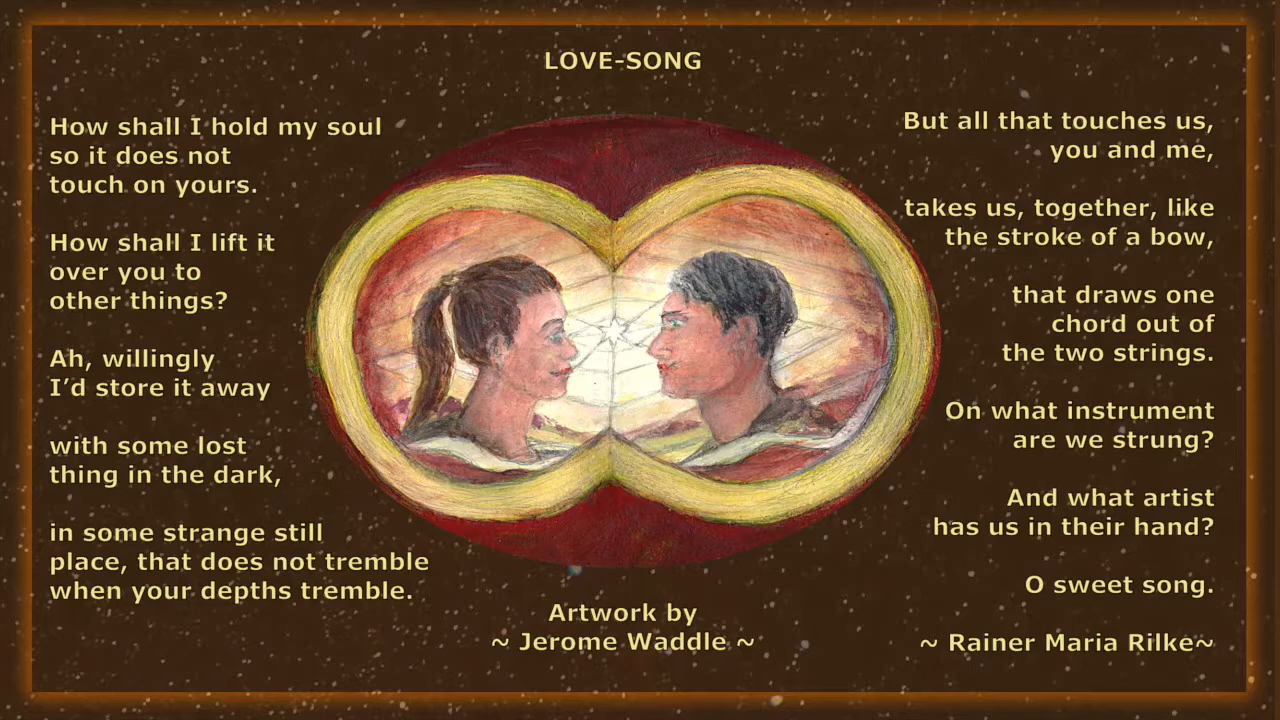 LOVE-SONG
How shall I hold my soul
so it does not
touch on yours.
How shall I lift it
over you to
other things?
Ah, willingly
I’d store it away
with some lost
thing in the dark,
in some strange still
place, that does not tremble
when your depths tremble.
But all that touches us,
you and me,
takes us, together, like
the stroke of a bow,
that draws one
chord out of
the two strings.
On what instrument
are we strung?
And what artist
has us in their hand?
O sweet song.
~ Rainer Maria Rilke~
Artwork by
~ Jerome Waddle ~